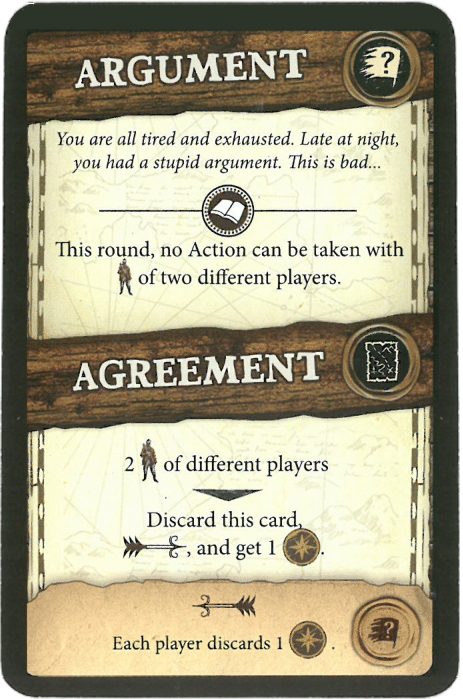 ARGUMENT
?
You are all tired and exhausted. Late at night,
you had a stupid argument. This is bad...
This round, no Action can be taken with
of two different players.
AGREEMENT
2 of different players
Discard this card,
, and get 1 .
Each player discards 1 .
?